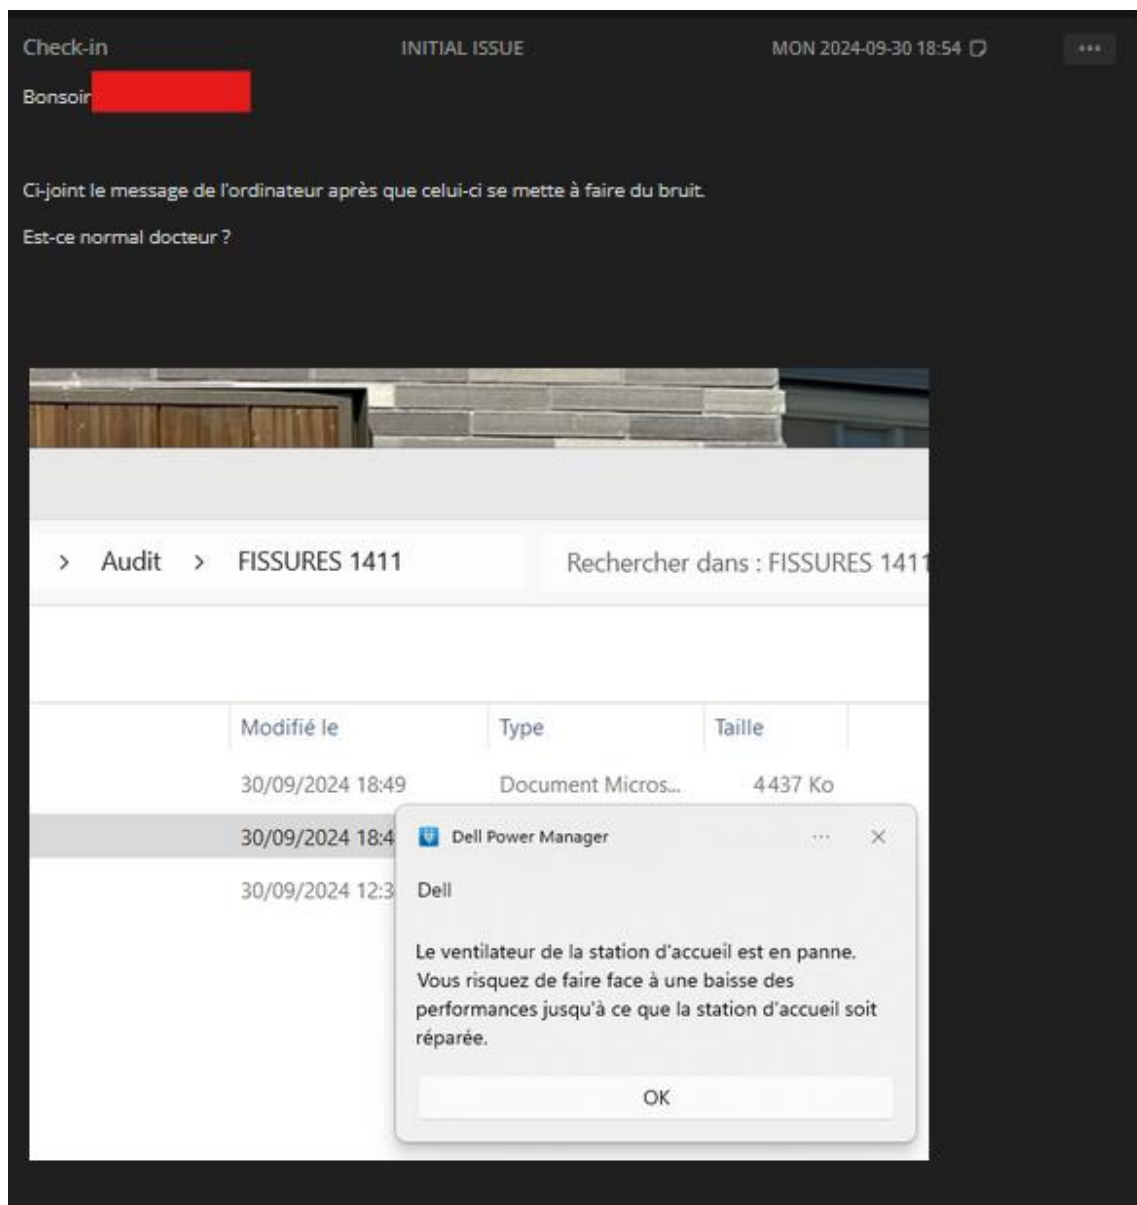 Check-in INITIAL ISSUE MON 2024-09-30 18:54
Bonsoir
Ci-joint le message de l'ordinateur après que celui-ci se mette à faire du bruit.
Est-ce normal docteur ?
> Audit > FISSURES 1411 Rechercher dans : FISSURES 1411
Modifié le Type Taille
30/09/2024 18:49 Document Micros... 4 437 Ko
30/09/2024 18:4
30/09/2024 12:3
Dell Power Manager
Dell
Le ventilateur de la station d'accueil est en panne.
Vous risquez de faire face à une baisse des
performances jusqu'à ce que la station d'accueil soit
réparée.
OK